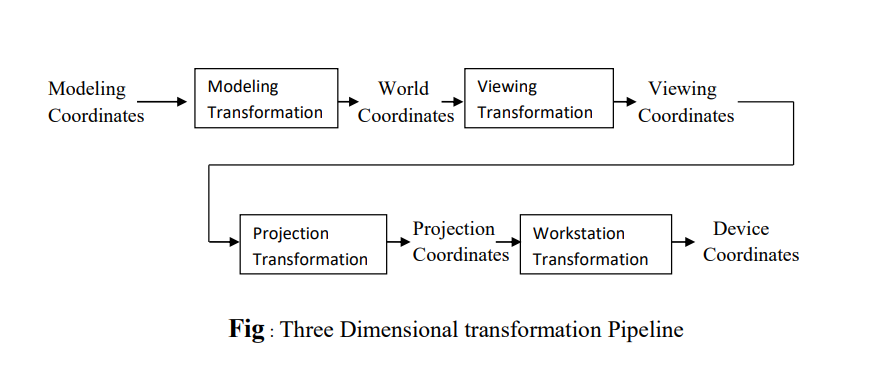 Modeling
Coordinates
Modeling
Transformation
World
Coordinates
Viewing
Transformation
Viewing
Coordinates
Projection
Transformation
Projection
Coordinates
Workstation
Transformation
Device
Coordinates
Fig : Three Dimensional transformation Pipeline